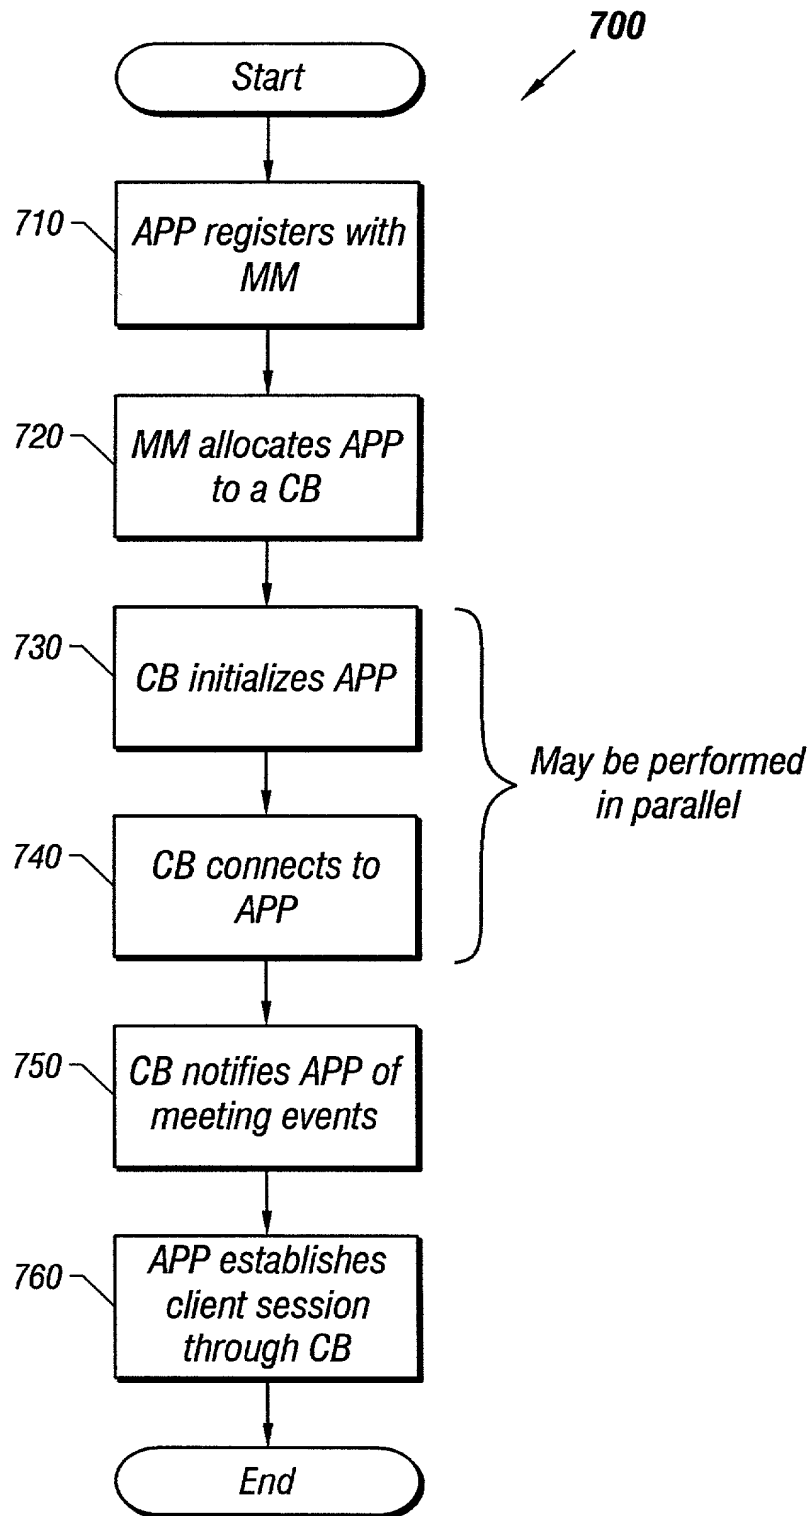 700
Start
710
APP registers with
MM
720
MM allocates APP
to a CB
730
CB initializes APP
May be performed
in parallel
740
CB connects to
APP
750
CB notifies APP of
meeting events
760
APP establishes
client session
through CB
End